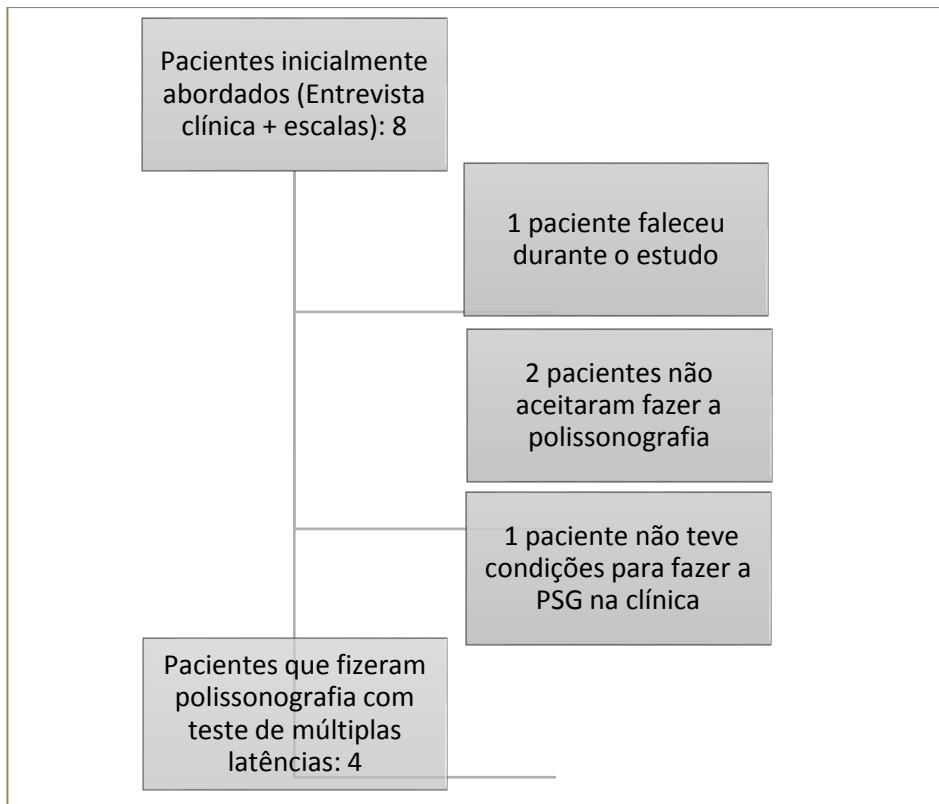 Pacientes inicialmente
abordados (Entrevista
clínica + escalas): 8
1 paciente faleceu
durante o estudo
2 pacientes não
aceitaram fazer a
polissonografia
1 paciente não teve
condições para fazer a
PSG na clínica
Pacientes que fizeram
polissonografia com
teste de múltiplas
latências: 4